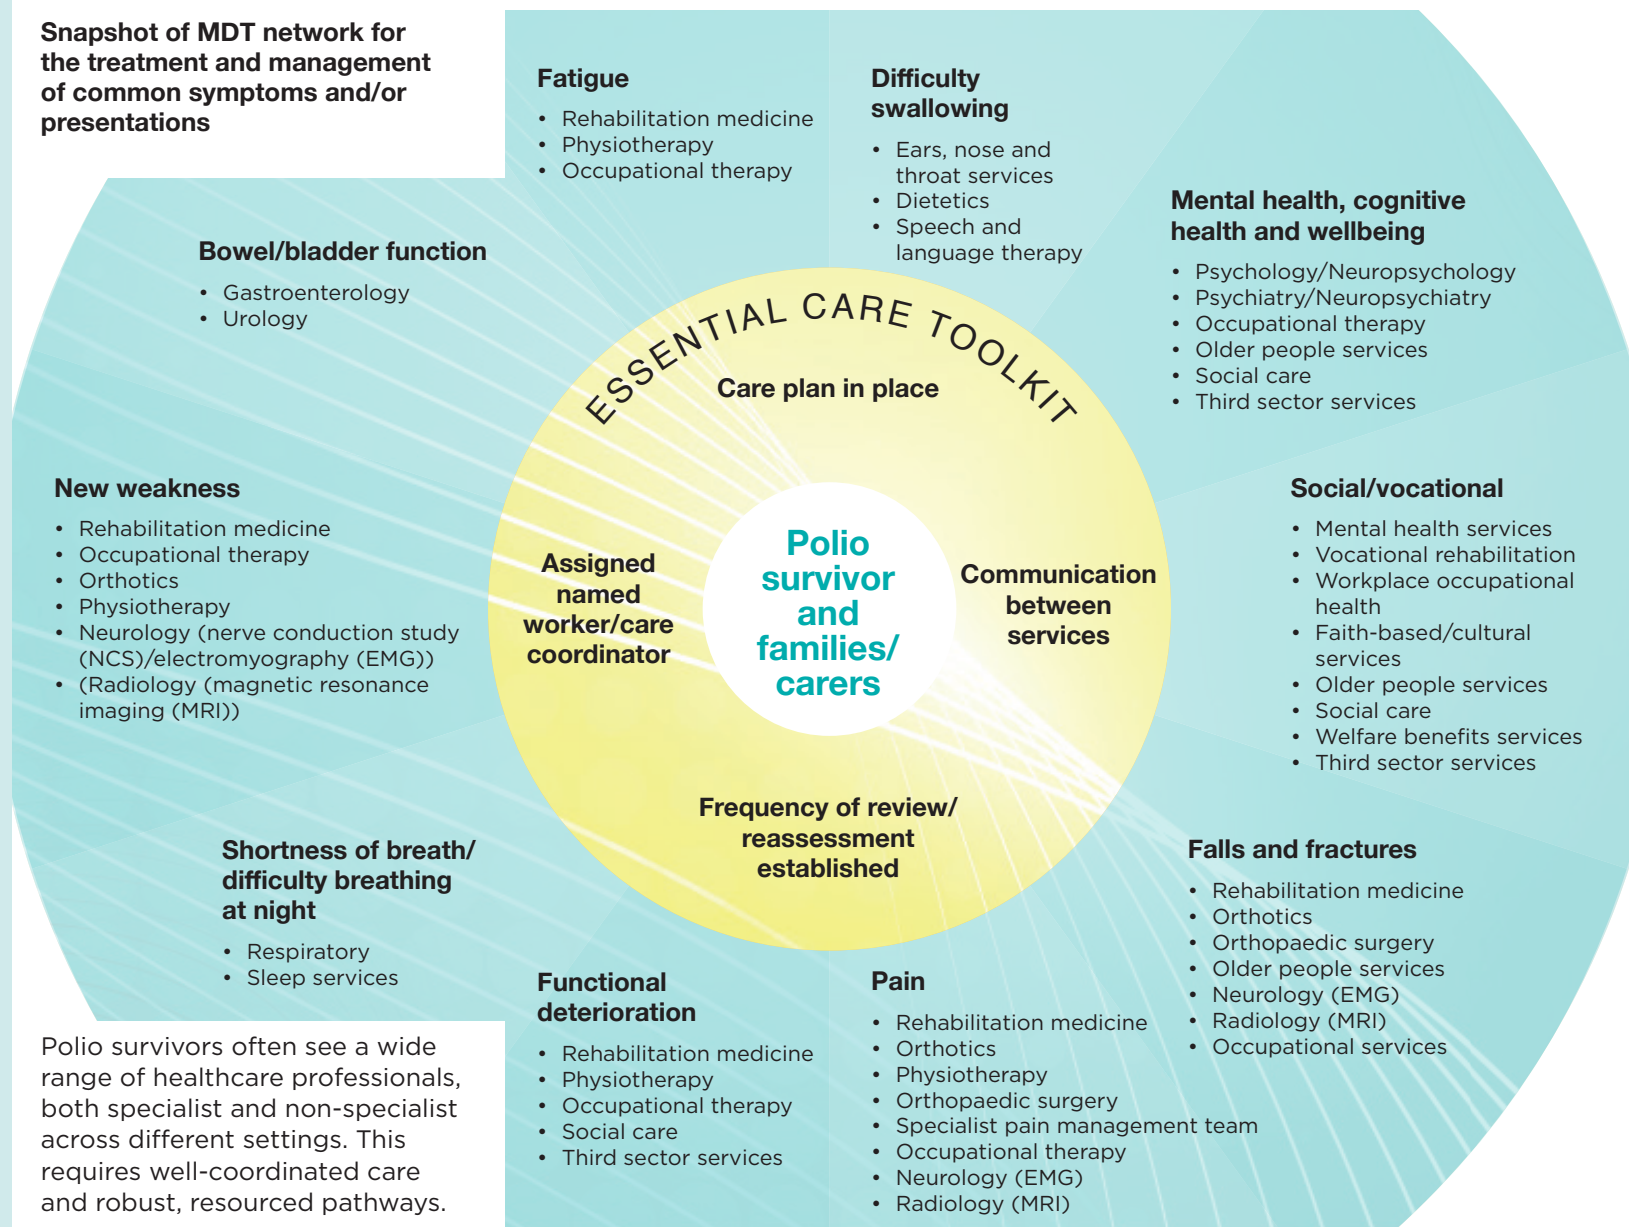 Snapshot of MDT network for
the treatment and management
of common symptoms and/or
presentations
Fatigue
• Rehabilitation medicine
• Physiotherapy
• Occupational therapy
Difficulty
swallowing
• Ears, nose and
throat services
• Dietetics
• Speech and
language therapy
Mental health, cognitive
health and wellbeing
• Psychology/Neuropsychology
• Psychiatry/Neuropsychiatry
• Occupational therapy
• Older people services
• Social care
• Third sector services
Social/vocational
• Mental health services
• Vocational rehabilitation
• Workplace occupational
health
• Faith-based/cultural
services
• Older people services
• Social care
• Welfare benefits services
• Third sector services
Falls and fractures
• Rehabilitation medicine
• Orthotics
• Orthopaedic surgery
• Older people services
• Neurology (EMG)
• Radiology (MRI)
• Occupational services
Pain
• Rehabilitation medicine
• Orthotics
• Physiotherapy
• Orthopaedic surgery
• Specialist pain management team
• Occupational therapy
• Neurology (EMG)
• Radiology (MRI)
Functional
deterioration
• Rehabilitation medicine
• Physiotherapy
• Occupational therapy
• Social care
• Third sector services
Shortness of breath/
difficulty breathing
at night
• Respiratory
• Sleep services
New weakness
• Rehabilitation medicine
• Occupational therapy
• Orthotics
• Physiotherapy
• Neurology (nerve conduction study
(NCS)/electromyography (EMG))
• (Radiology (magnetic resonance
imaging (MRI))
Bowel/bladder function
• Gastroenterology
• Urology
ESSENTIAL CARE TOOLKIT
Care plan in place
Communication
between
services
Frequency of review/
reassessment
established
Assigned
named
worker/care
coordinator
Polio
survivor
and
families/
carers
Polio survivors often see a wide
range of healthcare professionals,
both specialist and non-specialist
across different settings. This
requires well-coordinated care
and robust, resourced pathways.